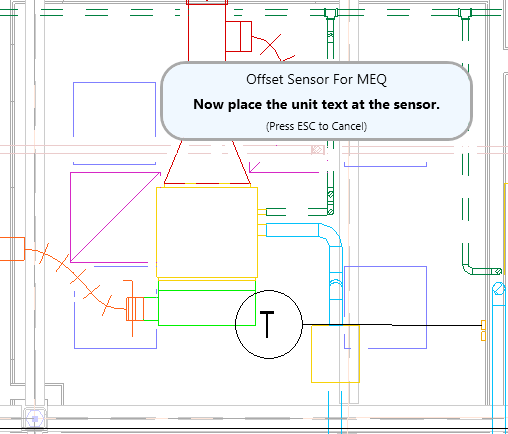 Offset Sensor For MEQ
Now place the unit text at the sensor.
(Press ESC to Cancel)
T